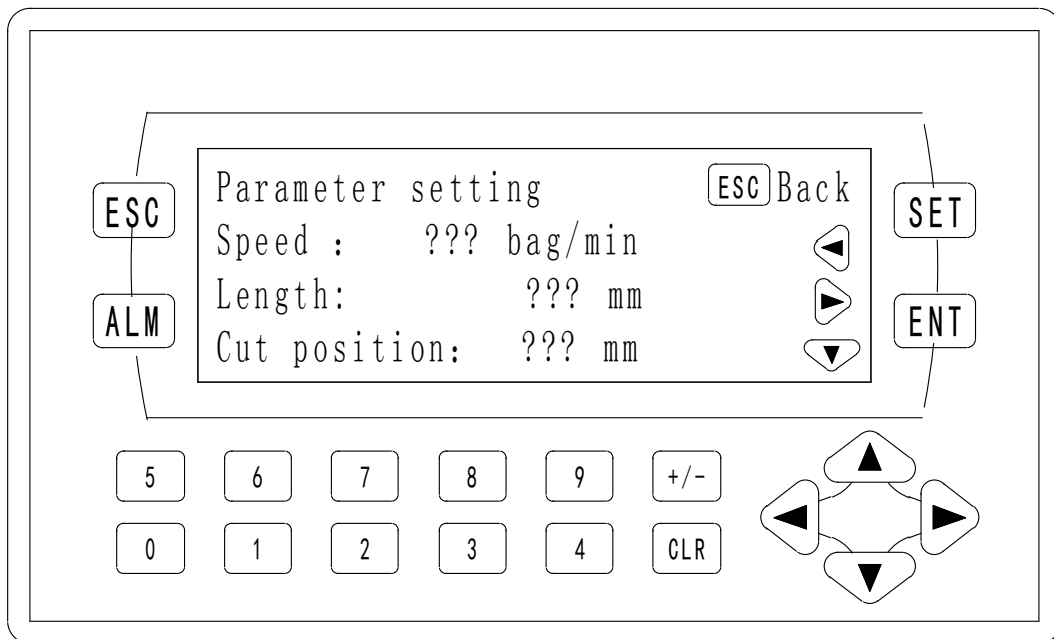 Parameter setting ESC Back
ESC
SET
Speed : ??? bag/min
Length: ??? mm
ALM
ENT
Cut position: ??? mm
5 6 7 8 9 +/-
0 1 2 3 4 CLR